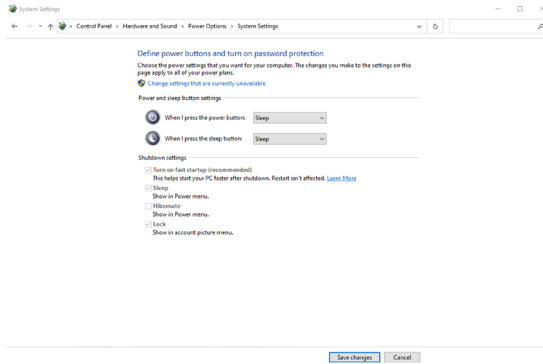 System Settings
Control Panel > Hardware and Sound > Power Options > System Settings
Define power buttons and turn on password protection
Choose the power settings that you want for your computer. The changes you make to the settings on this
page apply to all of your power plans.
Change settings that are currently unavailable
Power and sleep button settings
When I press the power button: Sleep
When I press the sleep button: Sleep
Shutdown settings
Turn on fast startup (recommended)
This helps start your PC faster after shutdown. Restart isn't affected. Learn More
Sleep
Show in Power menu.
Hibernate
Show in Power menu.
Lock
Show in account picture menu.
Save changes Cancel